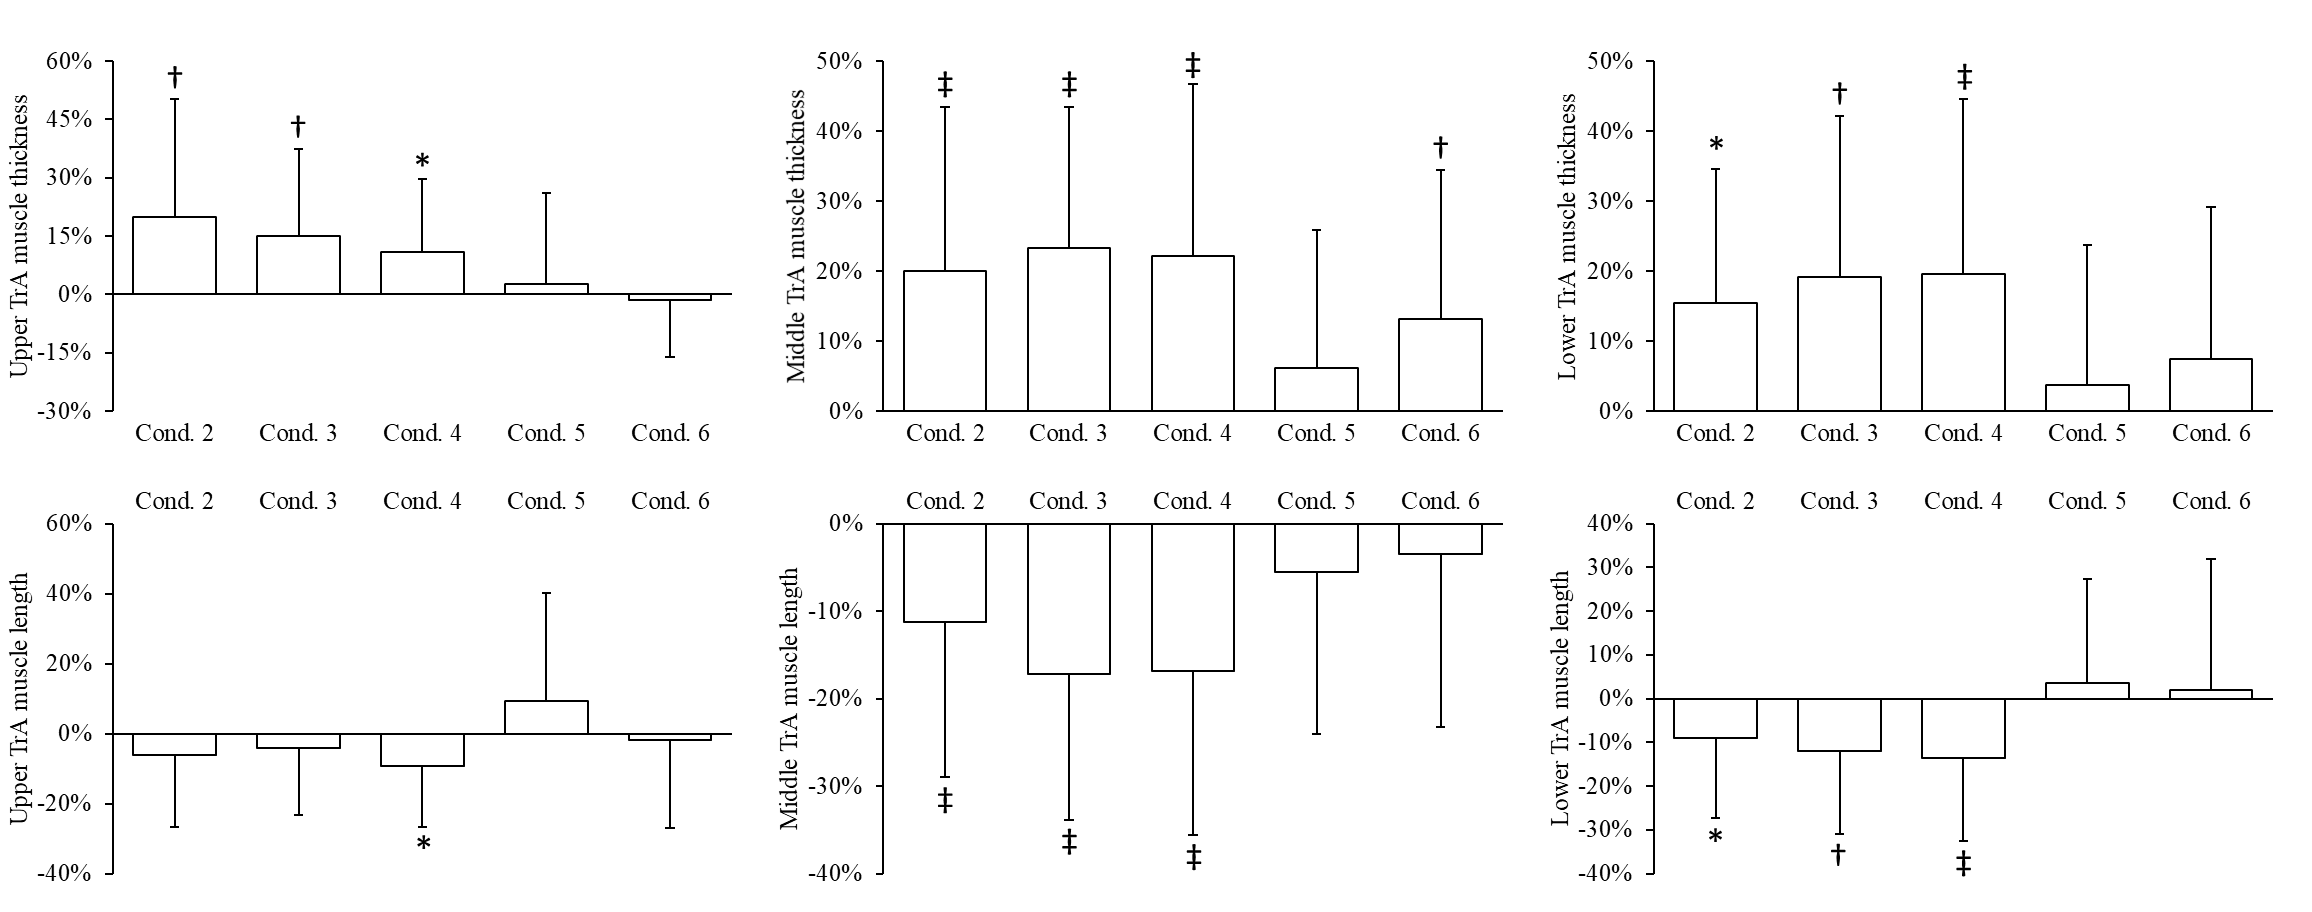 Upper TrA muscle thickness
60%
45%
30%
15%
0%
-15%
-30%
† † *
Cond. 2 Cond. 3 Cond. 4 Cond. 5 Cond. 6
Middle TrA muscle thickness
50%
40%
30%
20%
10%
0%
‡ ‡ ‡ †
Cond. 2 Cond. 3 Cond. 4 Cond. 5 Cond. 6
Lower TrA muscle thickness
50%
40%
30%
20%
10%
0%
* † ‡
Cond. 2 Cond. 3 Cond. 4 Cond. 5 Cond. 6
Cond. 2 Cond. 3 Cond. 4 Cond. 5 Cond. 6
Upper TrA muscle length
60%
40%
20%
0%
-20%
-40%
*
Cond. 2 Cond. 3 Cond. 4 Cond. 5 Cond. 6
Middle TrA muscle length
0%
-10%
-20%
-30%
-40%
‡ ‡ ‡
Cond. 2 Cond. 3 Cond. 4 Cond. 5 Cond. 6
Lower TrA muscle length
40%
30%
20%
10%
0%
-10%
-20%
-30%
-40%
* † ‡